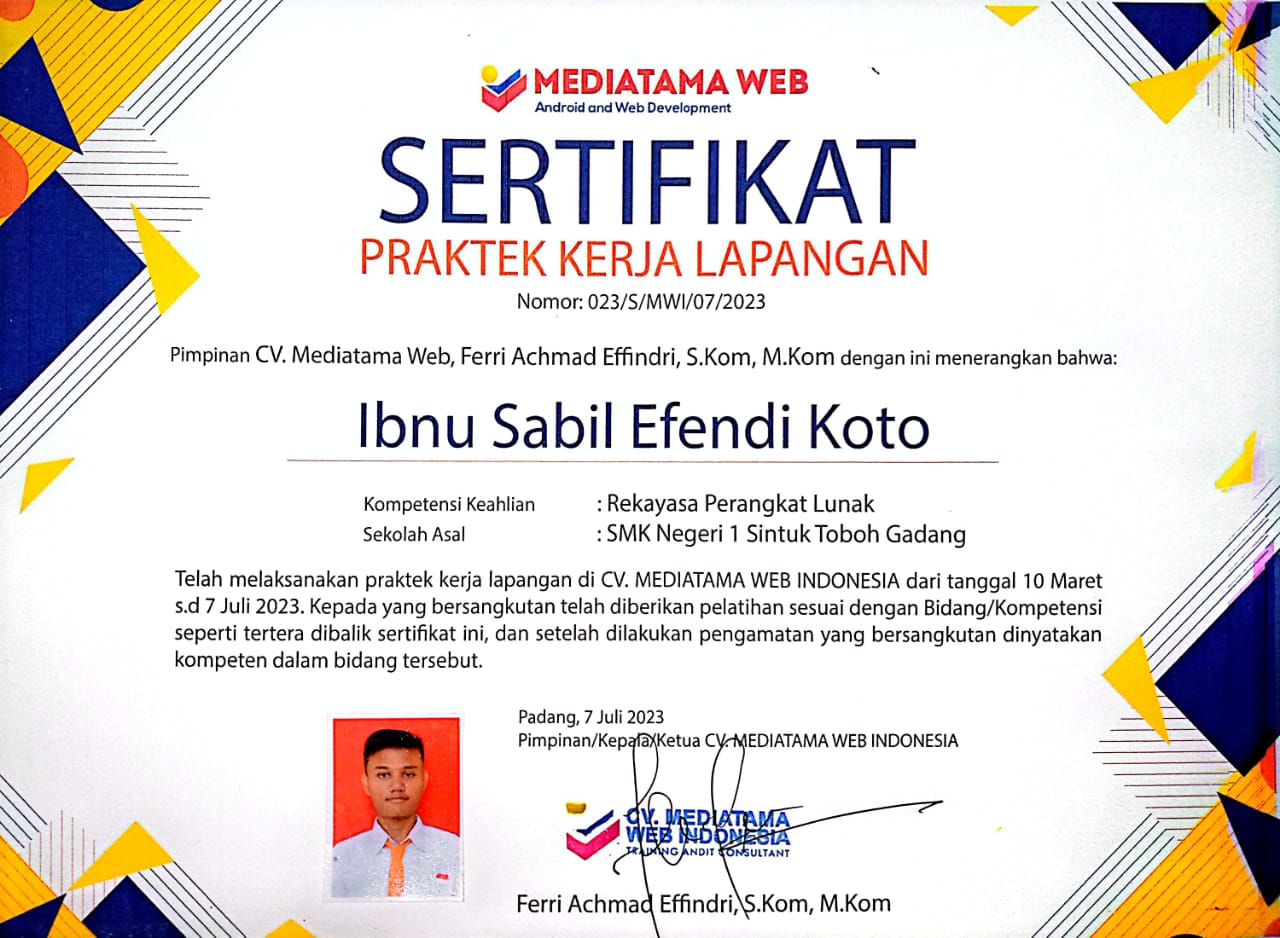 MEDIATAMA WEB
Android and Web Development
SERTIFIKAT
PRAKTEK KERJA LAPANGAN
Nomor: 023/S/MWI/07/2023
Pimpinan CV. Mediatama Web, Ferri Achmad Effindri, S.Kom, M.Kom dengan ini menerangkan bahwa:
Ibnu Sabil Efendi Koto
Kompetensi Keahlian : Rekayasa Perangkat Lunak
Sekolah Asal : SMK Negeri 1 Sintuk Toboh Gadang
Telah melaksanakan praktek kerja lapangan di CV. MEDIATAMA WEB INDONESIA dari tanggal 10 Maret
s.d 7 Juli 2023. Kepada yang bersangkutan telah diberikan pelatihan sesuai dengan Bidang/Kompetensi
seperti tertera dibalik sertifikat ini, dan setelah dilakukan pengamatan yang bersangkutan dinyatakan
kompeten dalam bidang tersebut.
Padang, 7 Juli 2023
Pimpinan/Kepala/Ketua CV. MEDIATAMA WEB INDONESIA
CV. MEDIATAMA
WEB INDONESIA
TRAINING AND IT CONSULTANT
Ferri Achmad Effindri, S.Kom, M.Kom